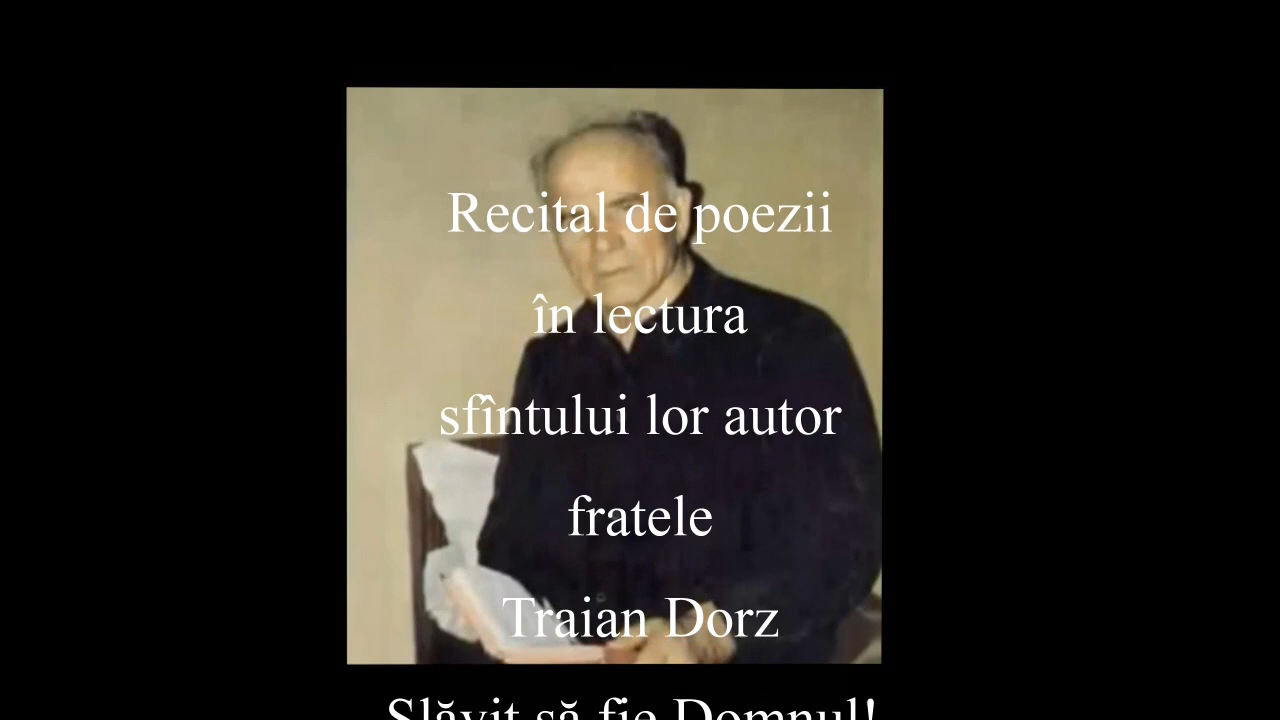 Recital de poezii
în lectura
sfîntului lor autor
fratele
Traian Dorz
Slăvit să fie Domnul!